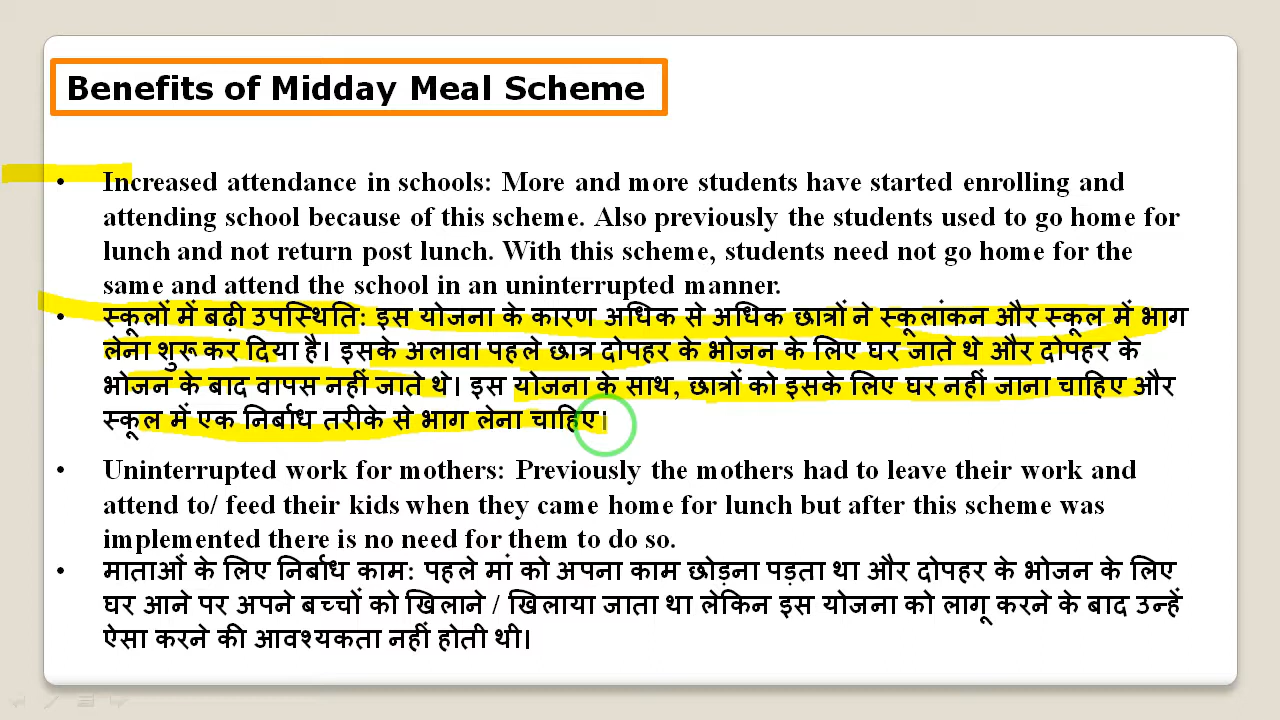 Benefits of Midday Meal Scheme
• Increased attendance in schools: More and more students have started enrolling and
attending school because of this scheme. Also previously the students used to go home for
lunch and not return post lunch. With this scheme, students need not go home for the
same and attend the school in an uninterrupted manner.
• स्कूलों में बढ़ी उपस्थिति: इस योजना के कारण अधिक से अधिक छात्रों ने स्कूलांकन और स्कूल में भाग
लेना शुरू कर दिया है। इसके अलावा पहले छात्र दोपहर के भोजन के लिए घर जाते थे और दोपहर के
भोजन के बाद वापस नहीं जाते थे। इस योजना के साथ, छात्रों को इसके लिए घर नहीं जाना चाहिए और
स्कूल में एक निर्बाध तरीके से भाग लेना चाहिए।
• Uninterrupted work for mothers: Previously the mothers had to leave their work and
attend to/ feed their kids when they came home for lunch but after this scheme was
implemented there is no need for them to do so.
• माताओं के लिए निर्बाध काम: पहले मां को अपना काम छोड़ना पड़ता था और दोपहर के भोजन के लिए
घर आने पर अपने बच्चों को खिलाने / खिलाया जाता था लेकिन इस योजना को लागू करने के बाद उन्हें
ऐसा करने की आवश्यकता नहीं होती थी।